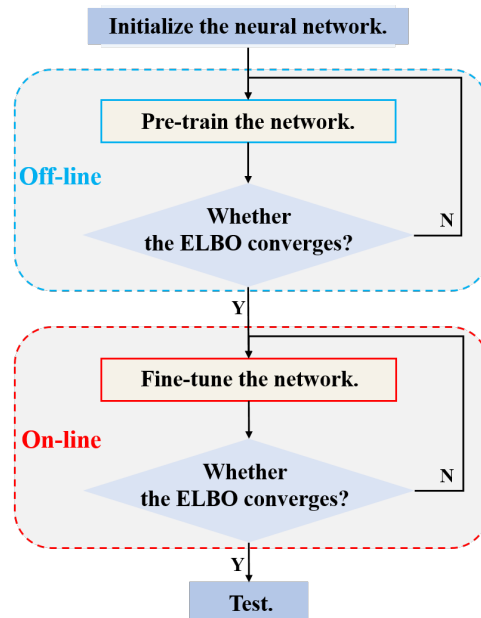 Initialize the neural network.
Pre-train the network.
Off-line
Whether
the ELBO converges?
N
Y
Fine-tune the network.
On-line
Whether
the ELBO converges?
N
Y
Test.